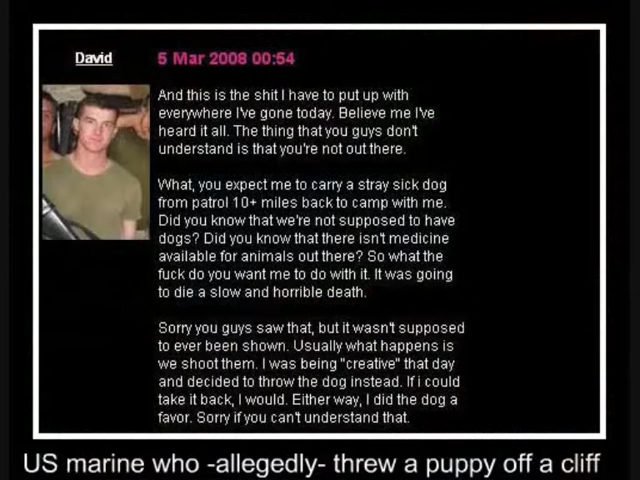 David
5 Mar 2008 00:54
And this is the shit I have to put up with
everywhere I've gone today. Believe me I've
heard it all. The thing that you guys don't
understand is that you're not out there.
What, you expect me to carry a stray sick dog
from patrol 10+ miles back to camp with me.
Did you know that we're not supposed to have
dogs? Did you know that there isn't medicine
available for animals out there? So what the
fuck do you want me to do with it. It was going
to die a slow and horrible death.
Sorry you guys saw that, but it wasn't supposed
to ever been shown. Usually what happens is
we shoot them. I was being "creative" that day
and decided to throw the dog instead. If i could
take it back, I would. Either way, I did the dog a
favor. Sorry if you can't understand that.
US marine who -allegedly- threw a puppy off a cliff